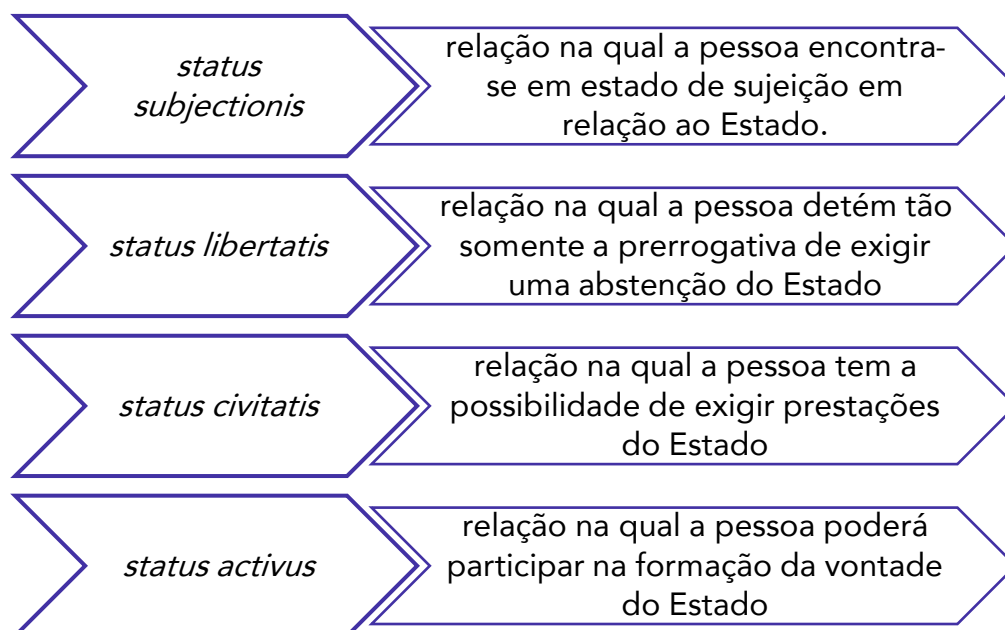 status
subjectionis
relação na qual a pessoa encontra-
se em estado de sujeição em
relação ao Estado.
status libertatis
relação na qual a pessoa detém tão
somente a prerrogativa de exigir
uma abstenção do Estado
status civitatis
relação na qual a pessoa tem a
possibilidade de exigir prestações
do Estado
status activus
relação na qual a pessoa poderá
participar na formação da vontade
do Estado